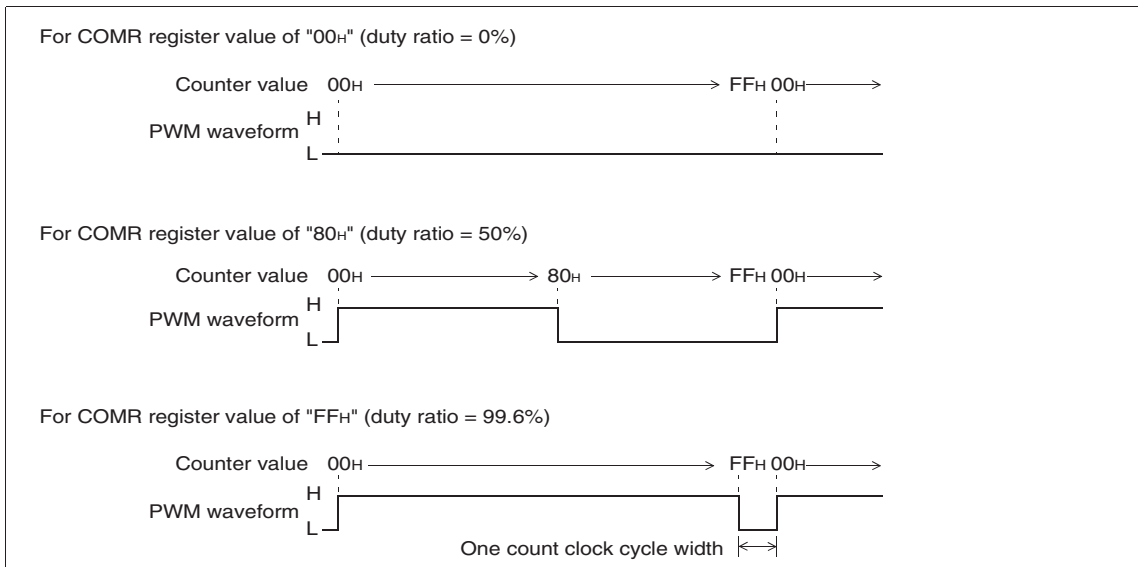 For COMR register value of "00H" (duty ratio = 0%)
Counter value 00H FFH 00H
H
PWM waveform
L
For COMR register value of "80H" (duty ratio = 50%)
Counter value 00H 80H FFH 00H
H
PWM waveform
L
For COMR register value of "FFH" (duty ratio = 99.6%)
Counter value 00H FFH 00H
H
PWM waveform
L
One count clock cycle width